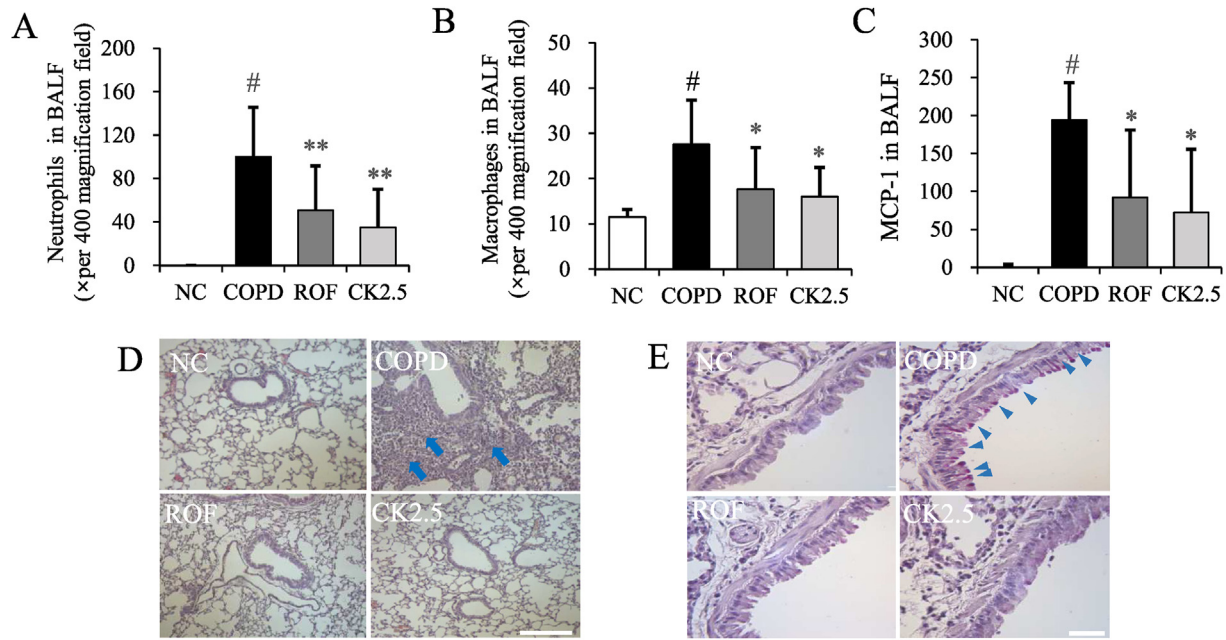 A
Neutrophils in BALF
(×per 400 magnification field)
200
160
120
80
40
0
#
**
**
NC COPD ROF CK2.5
B
Macrophages in BALF
(×per 400 magnification field)
50
40
30
20
10
0
#
*
*
NC COPD ROF CK2.5
C
MCP-1 in BALF
300
250
200
150
100
50
0
#
*
*
NC COPD ROF CK2.5
D
NC COPD
ROF CK2.5
E
NC COPD
ROF CK2.5